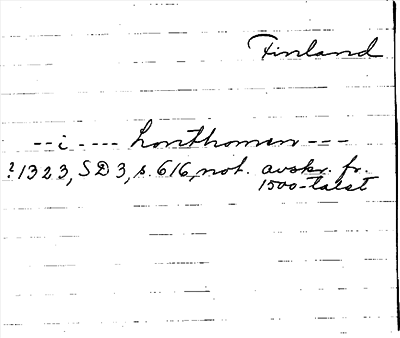 Finland
-- i ---- Lonthomen ---
? 1323, SD 3, s. 616, not. avskr. fr.
1500-talet